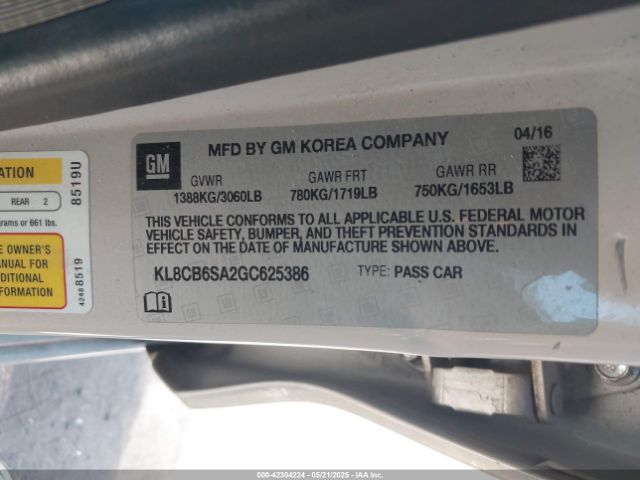 ATION
REAR 2
grams or 661 lbs.
E OWNER'S
MANUAL FOR
DITIONAL
FORMATION
8519U
4248 8519
GM
MFD BY GM KOREA COMPANY 04/16
GVWR GAWR FRT GAWR RR
1388KG/3060LB 780KG/1719LB 750KG/1653LB
THIS VEHICLE CONFORMS TO ALL APPLICABLE U.S. FEDERAL MOTOR
VEHICLE SAFETY, BUMPER, AND THEFT PREVENTION STANDARDS IN
EFFECT ON THE DATE OF MANUFACTURE SHOWN ABOVE.
KL8CB6SA2GC625386 TYPE: PASS CAR
000-42304224 - 05/21/2025 - IAA Inc.